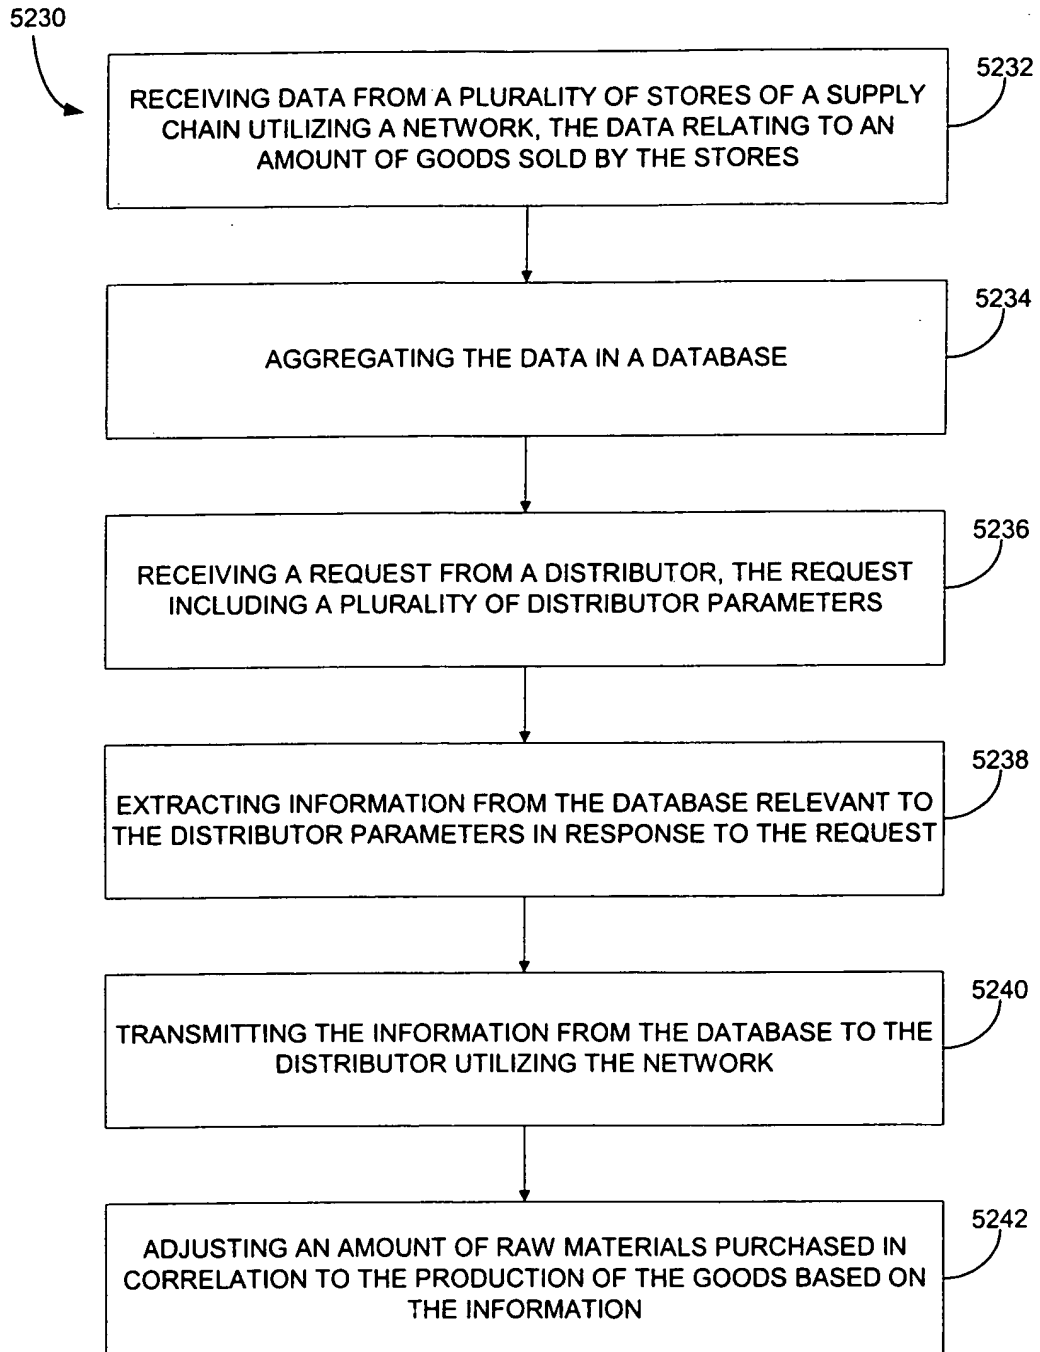 5230
5232
RECEIVING DATA FROM A PLURALITY OF STORES OF A SUPPLY
CHAIN UTILIZING A NETWORK, THE DATA RELATING TO AN
AMOUNT OF GOODS SOLD BY THE STORES
5234
AGGREGATING THE DATA IN A DATABASE
5236
RECEIVING A REQUEST FROM A DISTRIBUTOR, THE REQUEST
INCLUDING A PLURALITY OF DISTRIBUTOR PARAMETERS
5238
EXTRACTING INFORMATION FROM THE DATABASE RELEVANT TO
THE DISTRIBUTOR PARAMETERS IN RESPONSE TO THE REQUEST
5240
TRANSMITTING THE INFORMATION FROM THE DATABASE TO THE
DISTRIBUTOR UTILIZING THE NETWORK
5242
ADJUSTING AN AMOUNT OF RAW MATERIALS PURCHASED IN
CORRELATION TO THE PRODUCTION OF THE GOODS BASED ON
THE INFORMATION